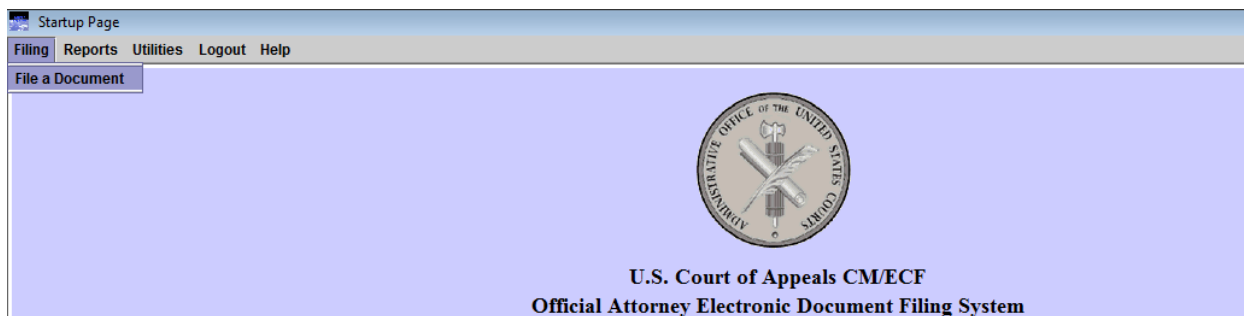 Startup Page
Filing Reports Utilities Logout Help
File a Document
ADMINISTRATIVE OFFICE OF THE UNITED STATES COURTS
U.S. Court of Appeals CM/ECF
Official Attorney Electronic Document Filing System